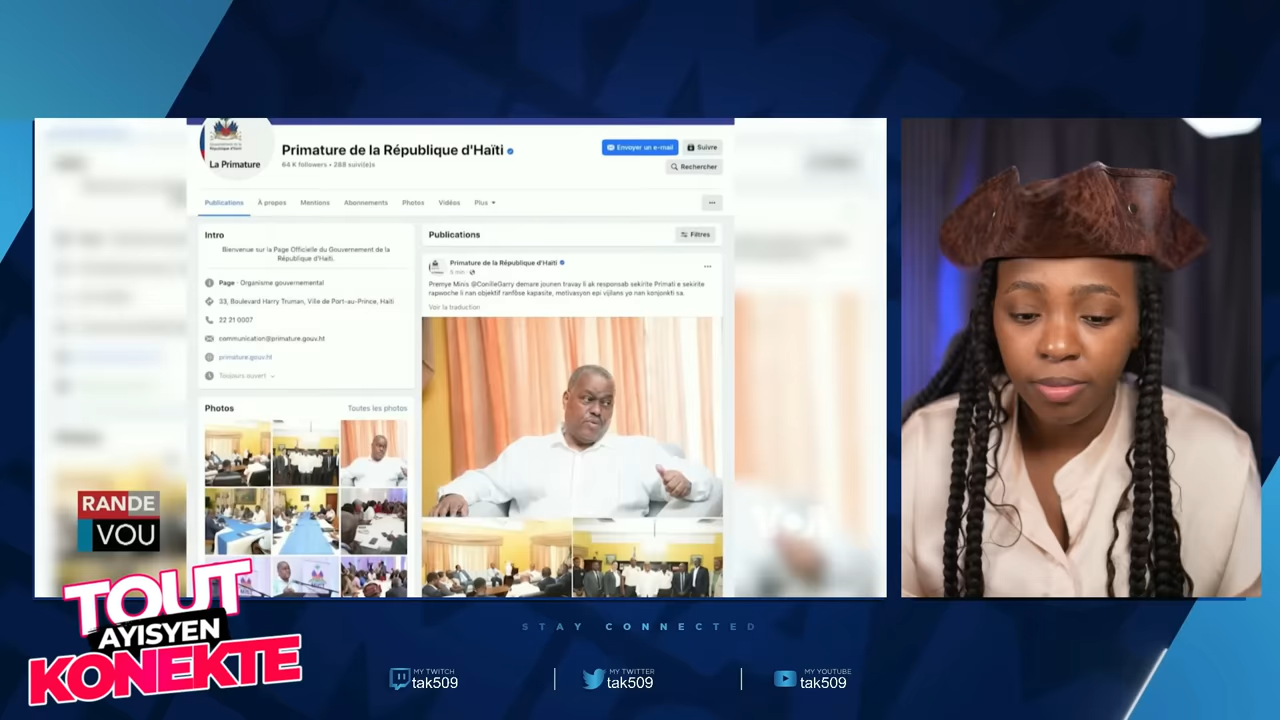 La Primature
Primature de la République d'Haïti
64 K followers • 288 suivi(e)s
Envoyer un e-mail
Suivre
Rechercher
Publications
À propos
Mentions
Abonnements
Photos
Vidéos
Plus
Intro
Bienvenue sur la Page Officielle du Gouvernement de la
République d'Haïti.
Page · Organisme gouvernemental
33, Boulevard Harry Truman, Ville de Port-au-Prince, Haiti
22 21 0007
communication@primature.gouv.ht
primature.gouv.ht
Toujours ouvert
Photos
Toutes les photos
Publications
Filtres
Primature de la République d'Haïti
5 min
Premye Minis @ConilleGarry demare jounen travay li ak responsab sekirite Primati e sekirite
rapwoche li nan objektif ranfòse kapasite, motivasyon epi vijilans yo nan konjonkti sa.
Voir la traduction
RANDE
VOU
TOUT
AYISYEN
KONEKTE
STAY CONNECTED
MY TWITCH
tak509
MY TWITTER
tak509
MY YOUTUBE
tak509